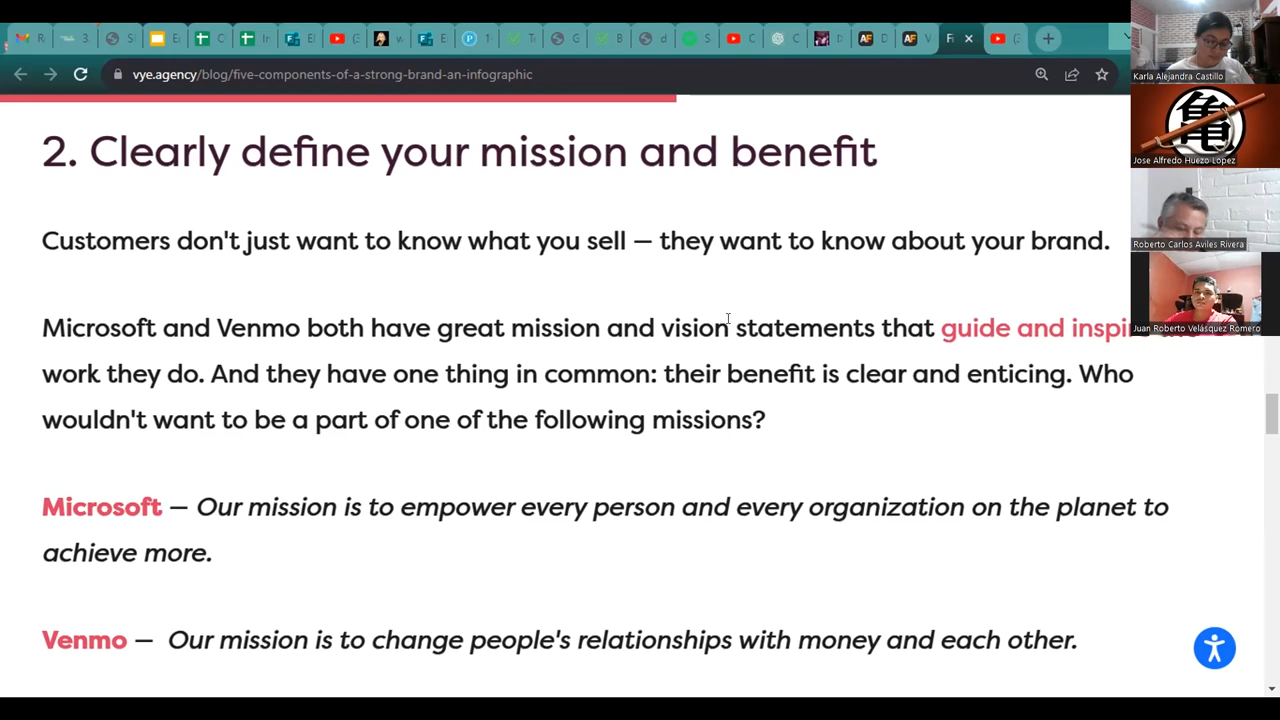 vye.agency/blog/five-components-of-a-strong-brand-an-infographic
2. Clearly define your mission and benefit
Customers don't just want to know what you sell — they want to know about your brand.
Microsoft and Venmo both have great mission and vision statements that guide and
work they do. And they have one thing in common: their benefit is clear and enticing. Who
wouldn't want to be a part of one of the following missions?
Microsoft — Our mission is to empower every person and every organization on the planet to
achieve more.
Venmo — Our mission is to change people's relationships with money and each other.
Karla Alejandra Castillo
亀
Jose Alfredo Huezo Lopez
Roberto Carlos Aviles Rivera
Juan Roberto Velásquez Romero